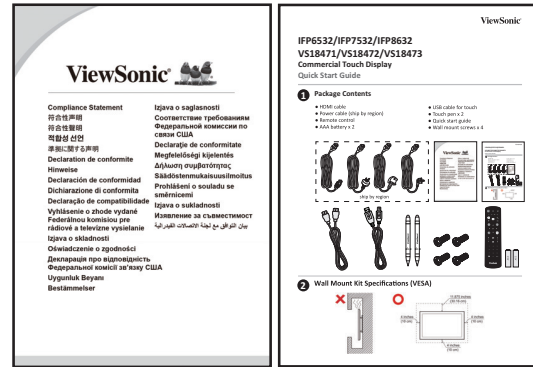 ViewSonic
Compliance Statement
符合性声明
符合性聲明
적합성 선언
準拠に関する声明
Declaration de conformite
Hinweise
Declaración de conformidad
Dichiarazione di conformita
Declaração de compatibilidade
Vyhlásenie o zhode vydané
Federálnou komisiou pre
rádiové a televízne vysielanie
Izjava o skladnosti
Oświadczenie o zgodności
Декларація про відповідність
Федеральної комісії зв'язку США
Uygunluk Beyanı
Bestämmelser
Izjava o saglasnosti
Соответствие требованиям
Федеральной комиссии по
связи США
Declaraţie de conformitate
Megfelelőségi kijelentés
Δήλωση συμβατότητας
Säädöstenmukaisuusilmoitus
Prohlášení o souladu se
směrnicemi
Izjava o sukladnosti
Изявление за съвместимост
بيان التوافق مع لجنة الاتصالات الفيدرالية
ViewSonic
IFP6532/IFP7532/IFP8632
VS18471/VS18472/VS18473
Commercial Touch Display
Quick Start Guide
1 Package Contents
● HDMI cable
● Power cable (ship by region)
● Remote control
● AAA battery x 2
● USB cable for touch
● Touch pen x 2
● Quick start guide
● Wall mount screws x 4
ship by region
2 Wall Mount Kit Specifications (VESA)